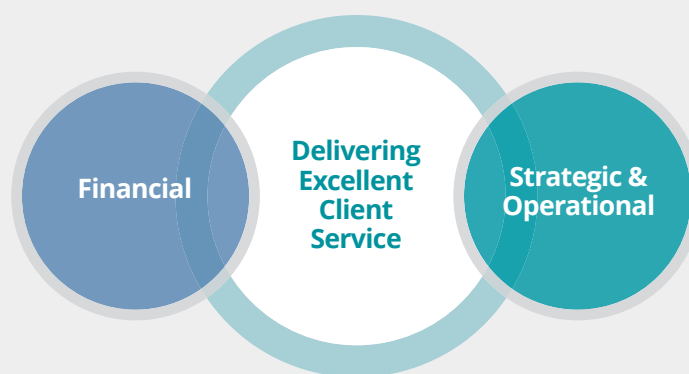 Financial
Delivering
Excellent
Client
Service
Strategic &
Operational